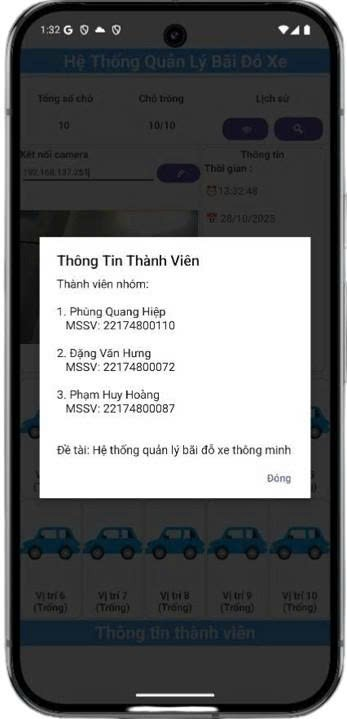 1:32 G
Hệ Thống Quản Lý Bãi Đỗ Xe
Tổng số chỗ
Chỗ trống
Lịch sử
10
10/10
Kết nối camera
Thông tin
192.168.137.251
Thời gian :
13:32:48
28/10/2025
Thông Tin Thành Viên
Thành viên nhóm:
1. Phùng Quang Hiệp
MSSV: 22174800110
2. Đặng Văn Hưng
MSSV: 22174800072
3. Phạm Huy Hoàng
MSSV: 22174800087
Đề tài: Hệ thống quản lý bãi đỗ xe thông minh
Đóng
Vị trí 6
(Trống)
Vị trí 7
(Trống)
Vị trí 8
(Trống)
Vị trí 9
(Trống)
Vị trí 10
(Trống)
Thông tin thành viên